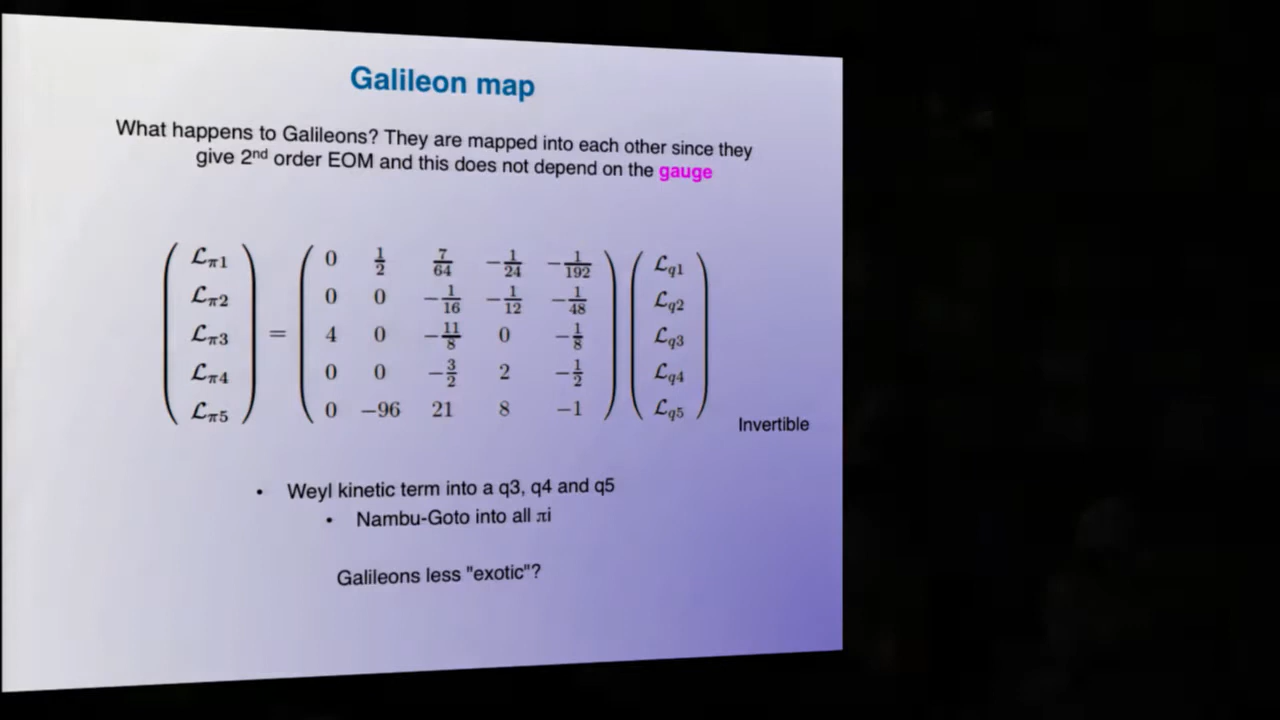 Galileon map
What happens to Galileons? They are mapped into each other since they
give 2nd order EOM and this does not depend on the gauge
( ℒπ1 ) = ( 0 1/2 7/64 −1/24 −1/192 ) ( ℒq1 )
( ℒπ2 ) ( 0 0 −1/16 −1/12 −1/48 ) ( ℒq2 )
( ℒπ3 ) ( 4 0 −11/8 0 −1/8 ) ( ℒq3 )
( ℒπ4 ) ( 0 0 −3/2 2 −1/2 ) ( ℒq4 )
( ℒπ5 ) ( 0 −96 21 8 −1 ) ( ℒq5 )
Invertible
• Weyl kinetic term into a q3, q4 and q5
• Nambu-Goto into all πi
Galileons less "exotic"?